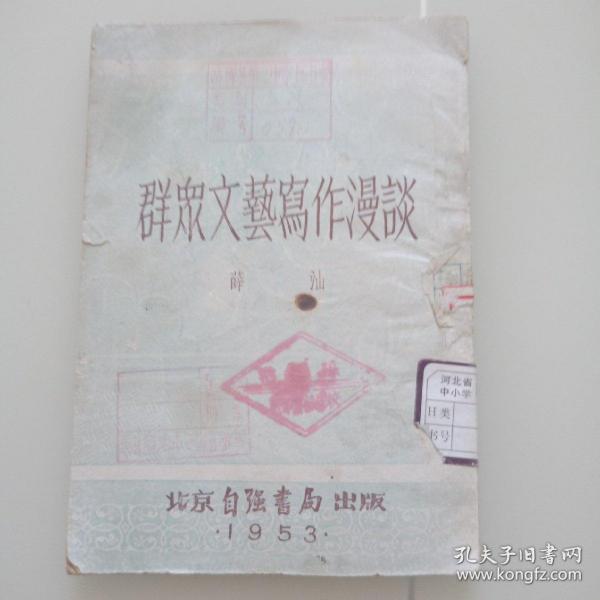 群眾文藝寫作漫談
薛 汕
河北省
中小学
目类
书号
北京自强書局出版
·1953·
孔夫子旧书网
www.kongfz.com